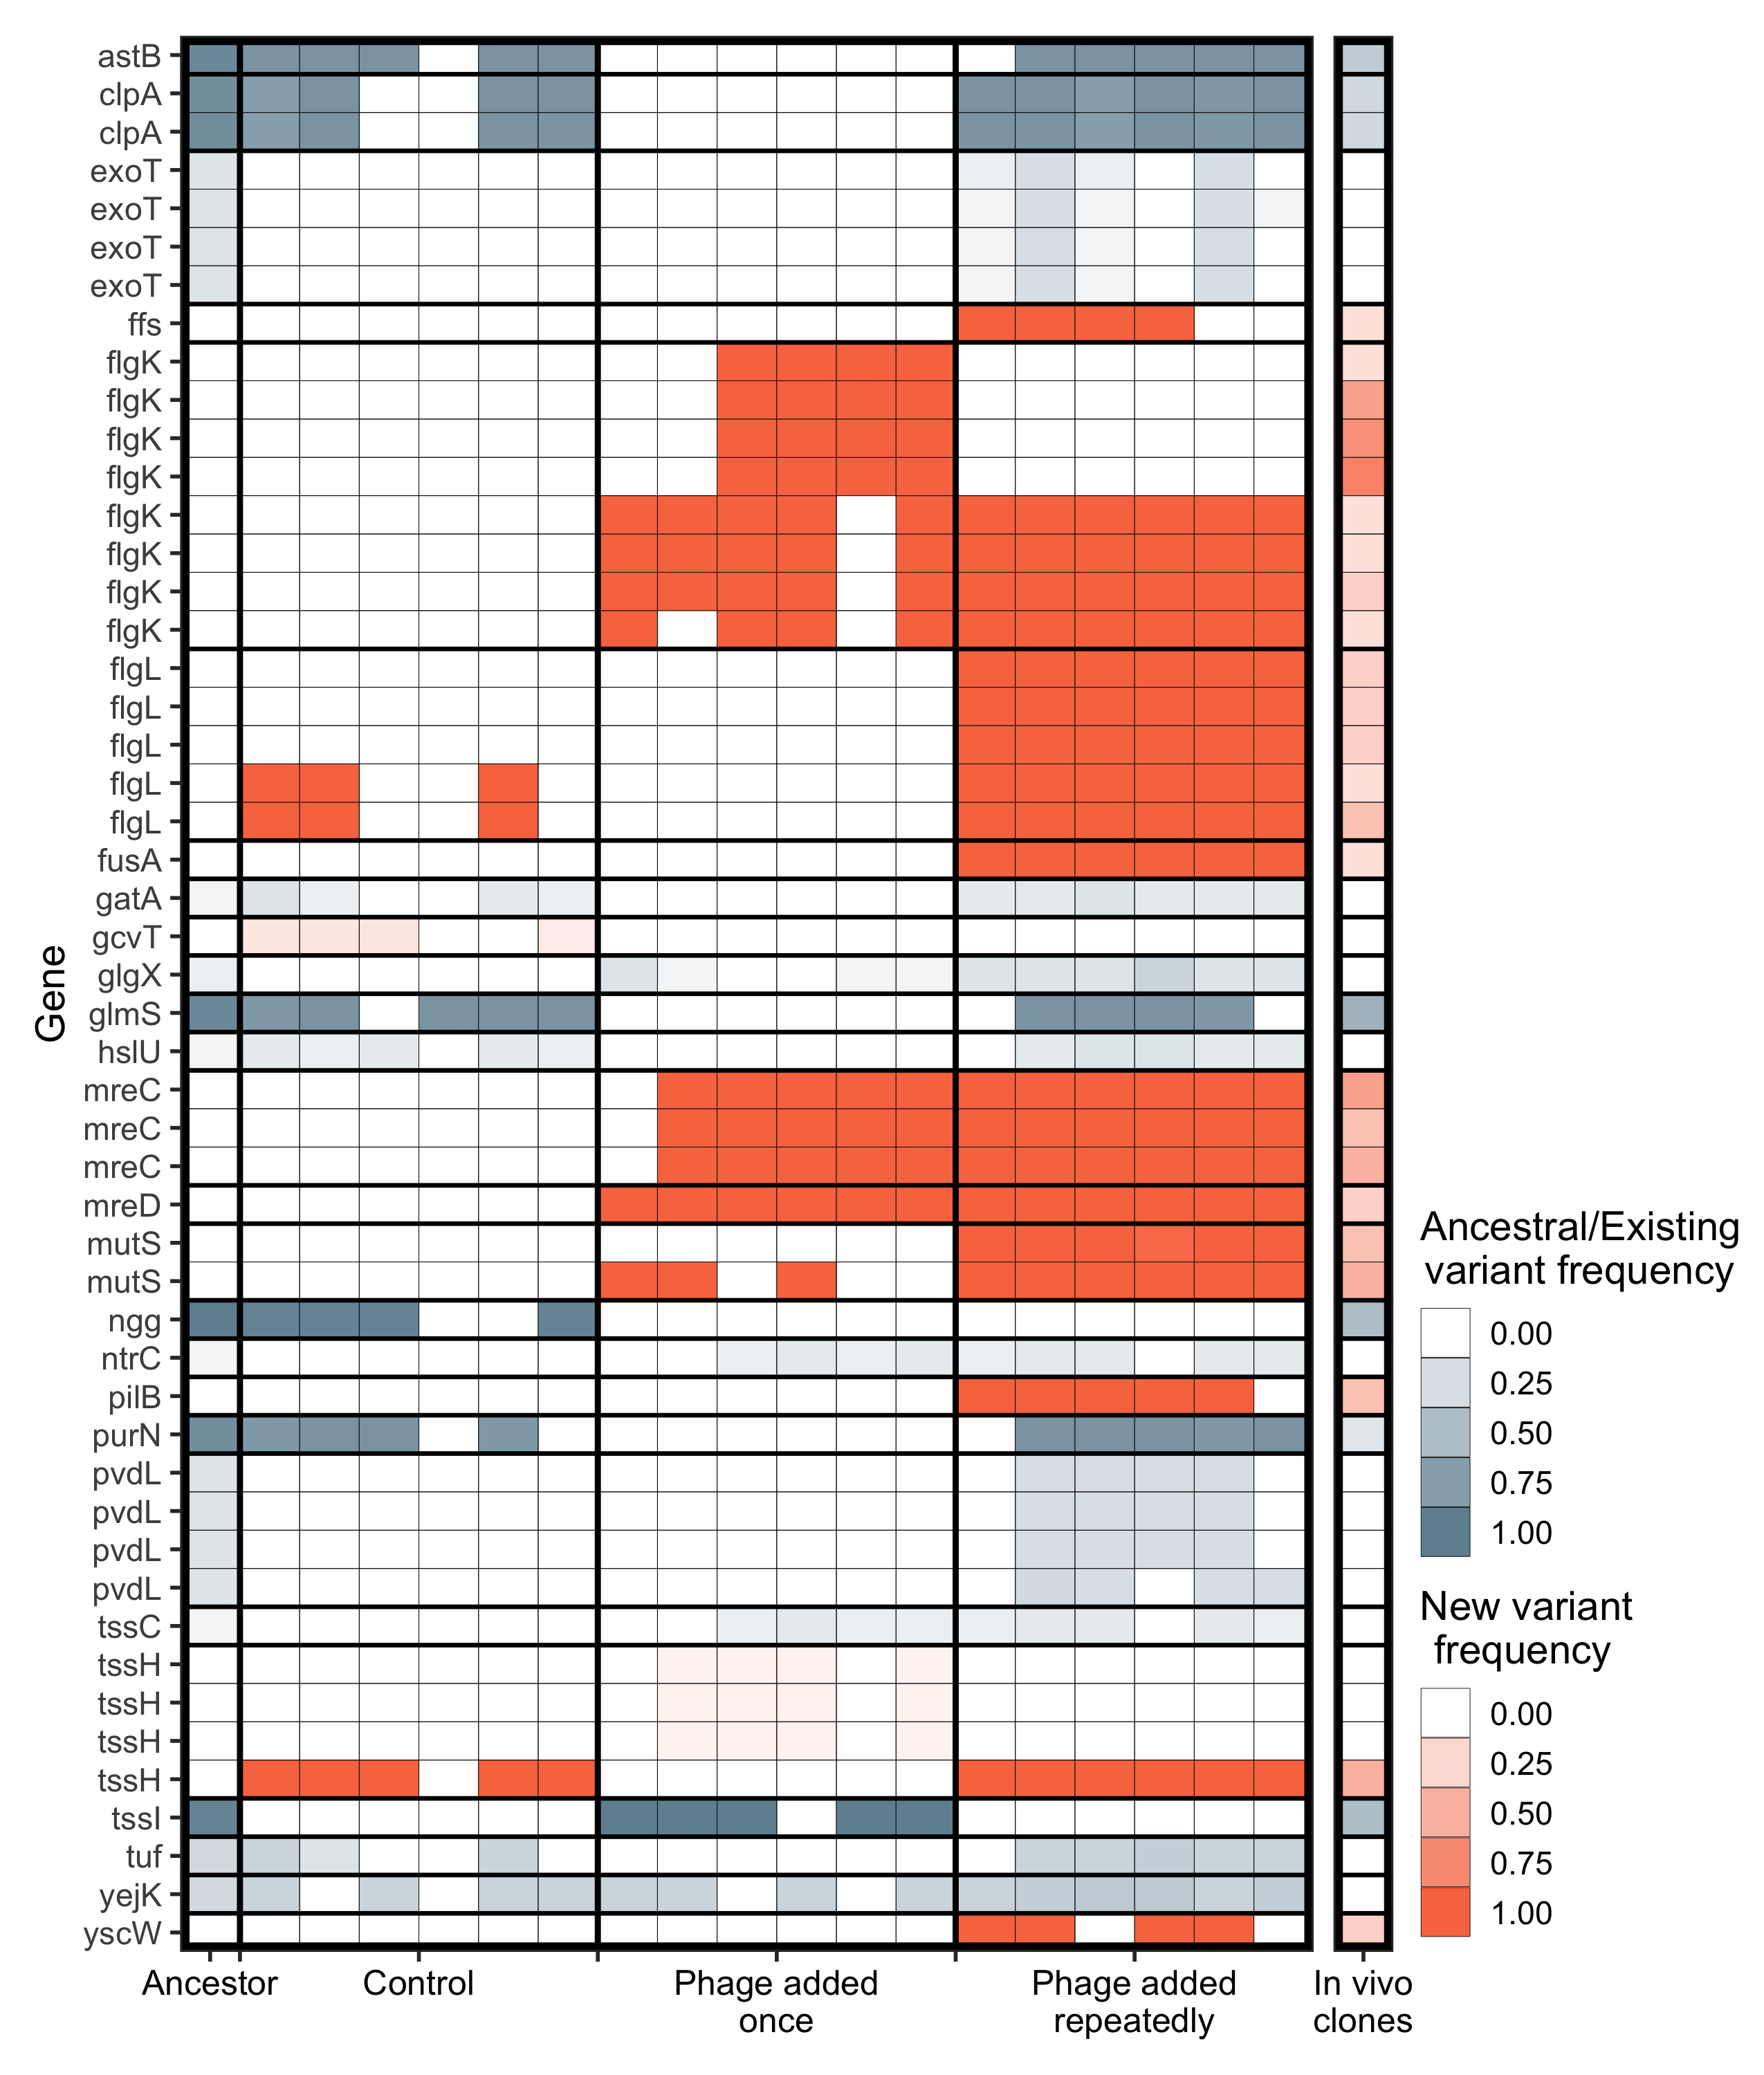 astB
clpA
clpA
exoT
exoT
exoT
exoT
ffs
flgK
flgK
flgK
flgK
flgK
flgK
flgK
flgK
flgL
flgL
flgL
flgL
flgL
fusA
gatA
gcvT
glgX
glmS
hslU
mreC
mreC
mreC
mreD
mutS
mutS
ngg
ntrC
pilB
purN
pvdL
pvdL
pvdL
pvdL
tssC
tssH
tssH
tssH
tssH
tssI
tuf
yejK
yscW
Gene
Ancestor
Control
Phage added
once
Phage added
repeatedly
In vivo
clones
Ancestral/Existing
variant frequency
0.00
0.25
0.50
0.75
1.00
New variant
frequency
0.00
0.25
0.50
0.75
1.00